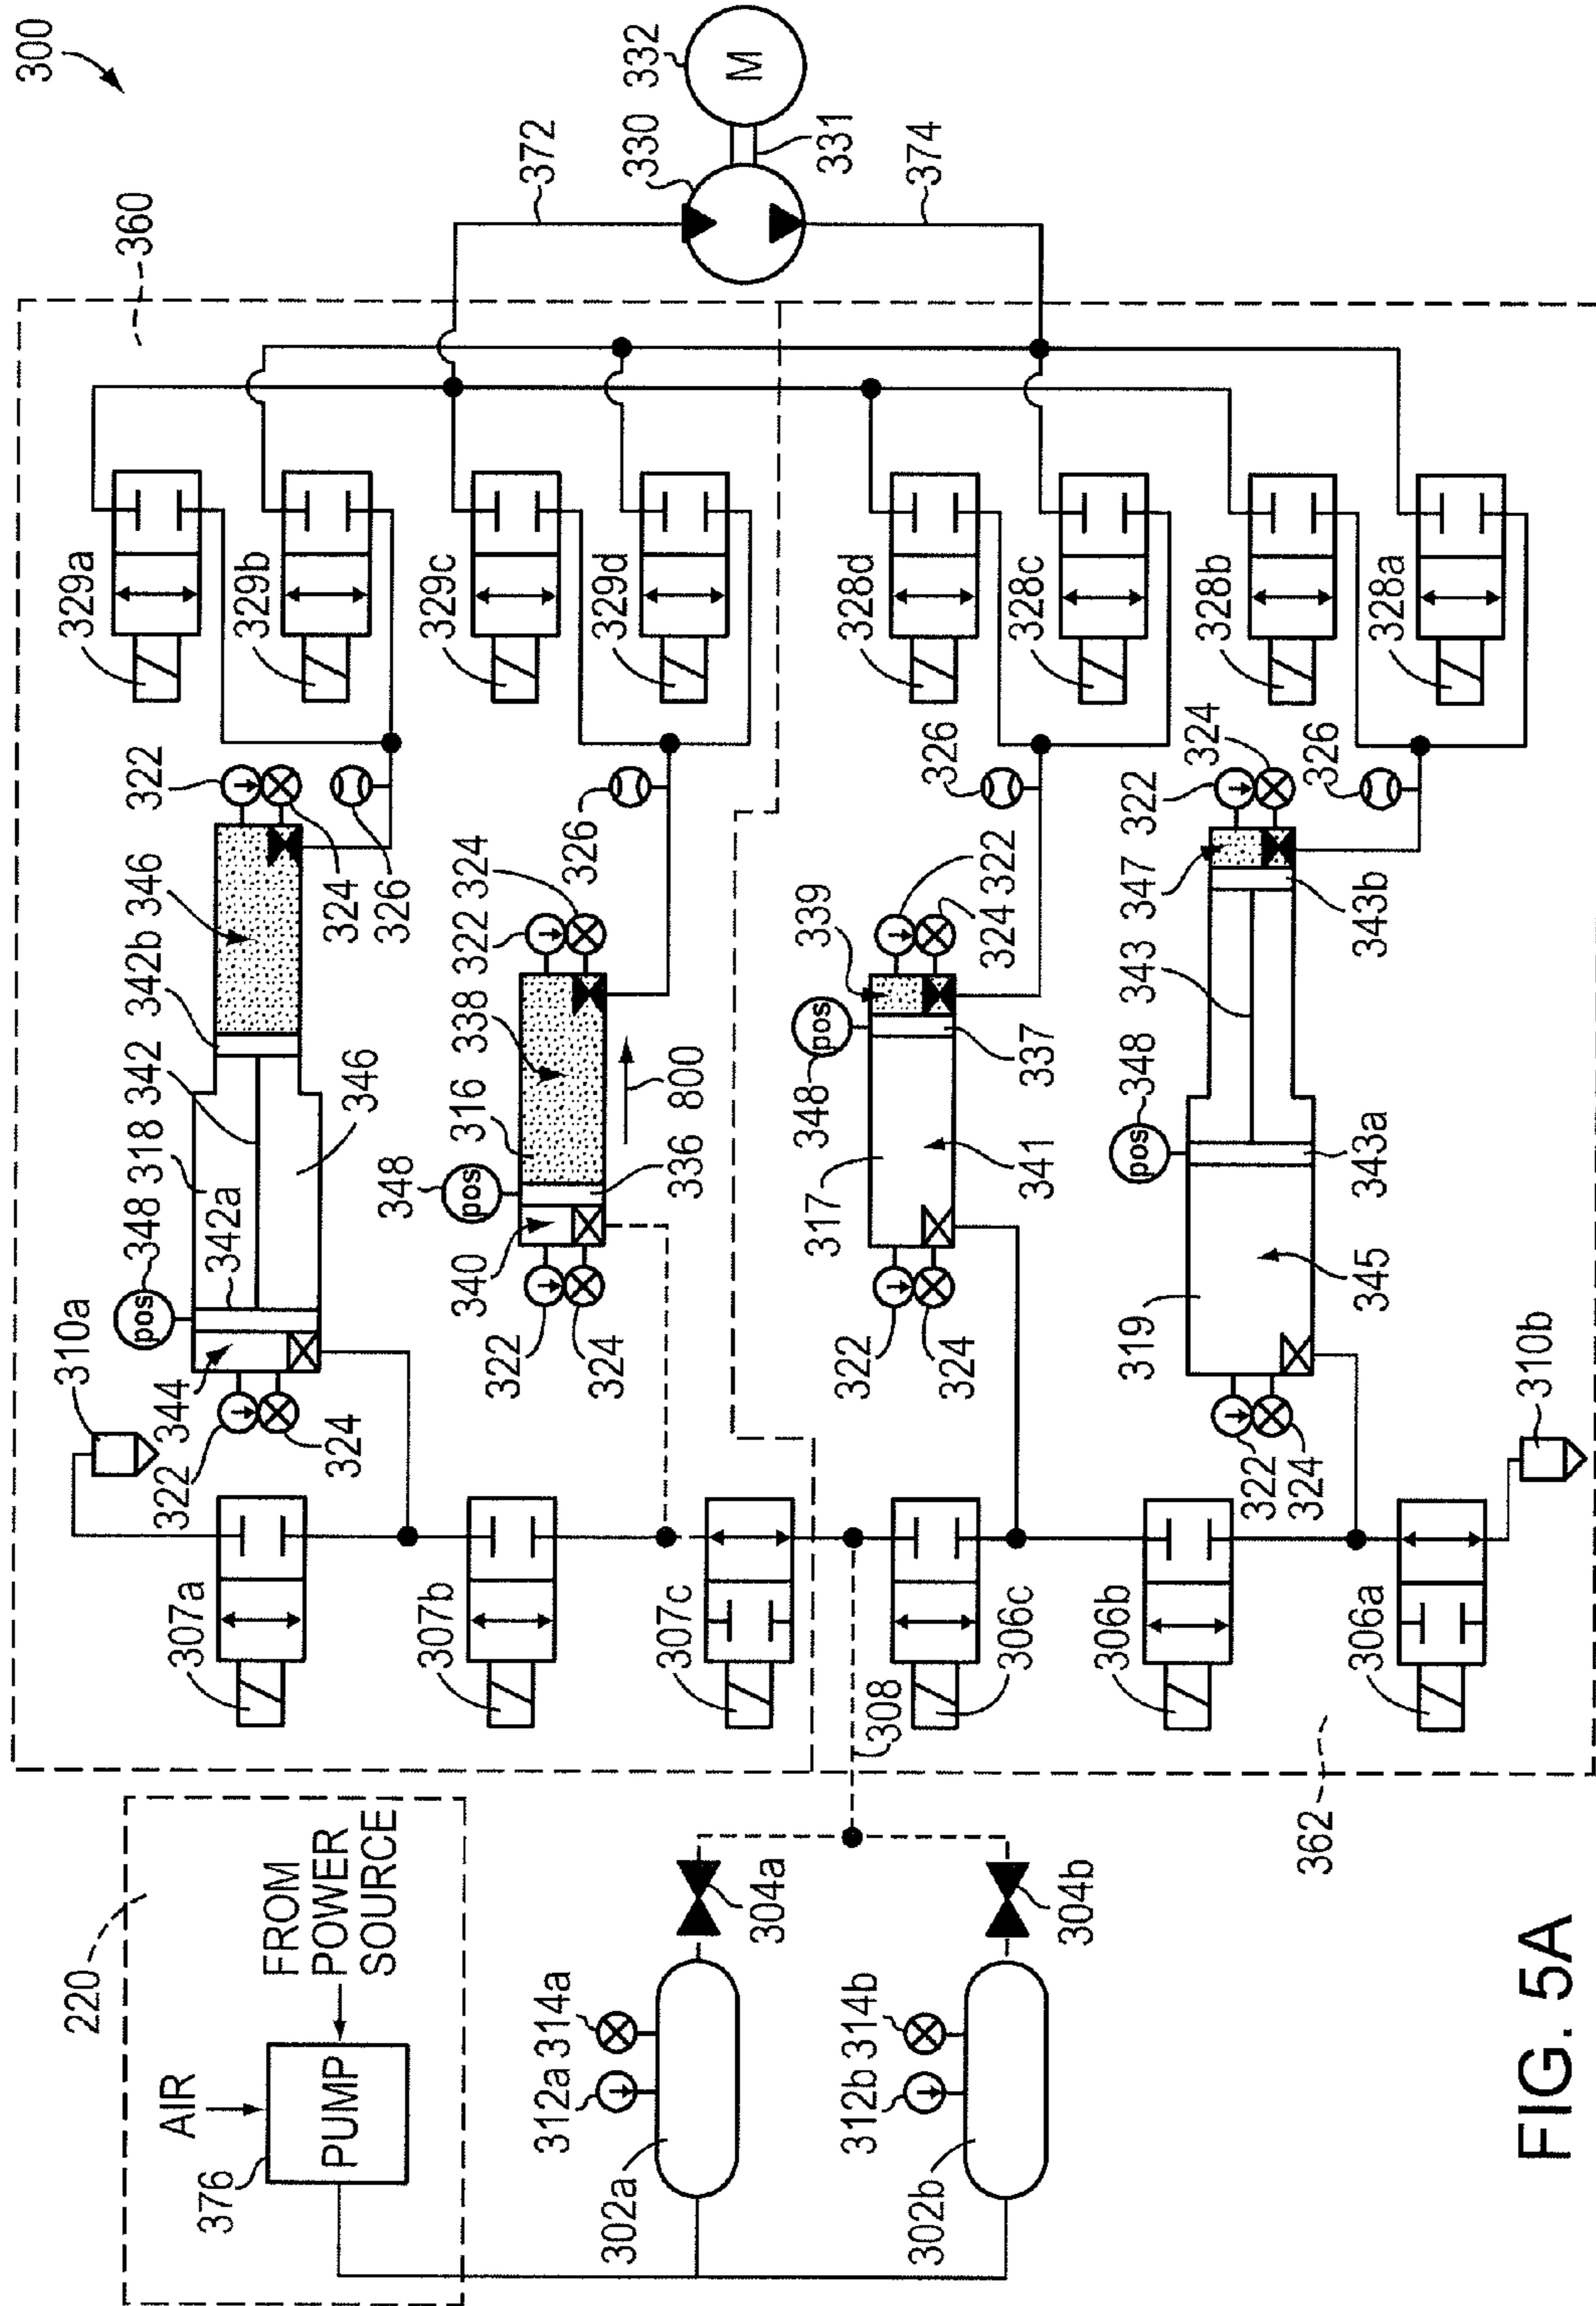 300
332
M
330
331
372
374
360
329a
329b
329c
329d
328d
328c
328b
328a
322
324
326
346
342b
342
346
318
342a
348
pos
344
310a
322
324
322
324
326
338
316
800
336
348
pos
340
322
324
326
322
324
339
337
348
pos
317
341
322
324
322
324
326
347
343b
343
348
pos
343a
345
319
310b
322
324
307a
307b
307c
306c
306b
306a
308
362
220
FROM
POWER
SOURCE
AIR
PUMP
376
304a
304b
314a
312a
302a
314b
312b
302b
FIG. 5A